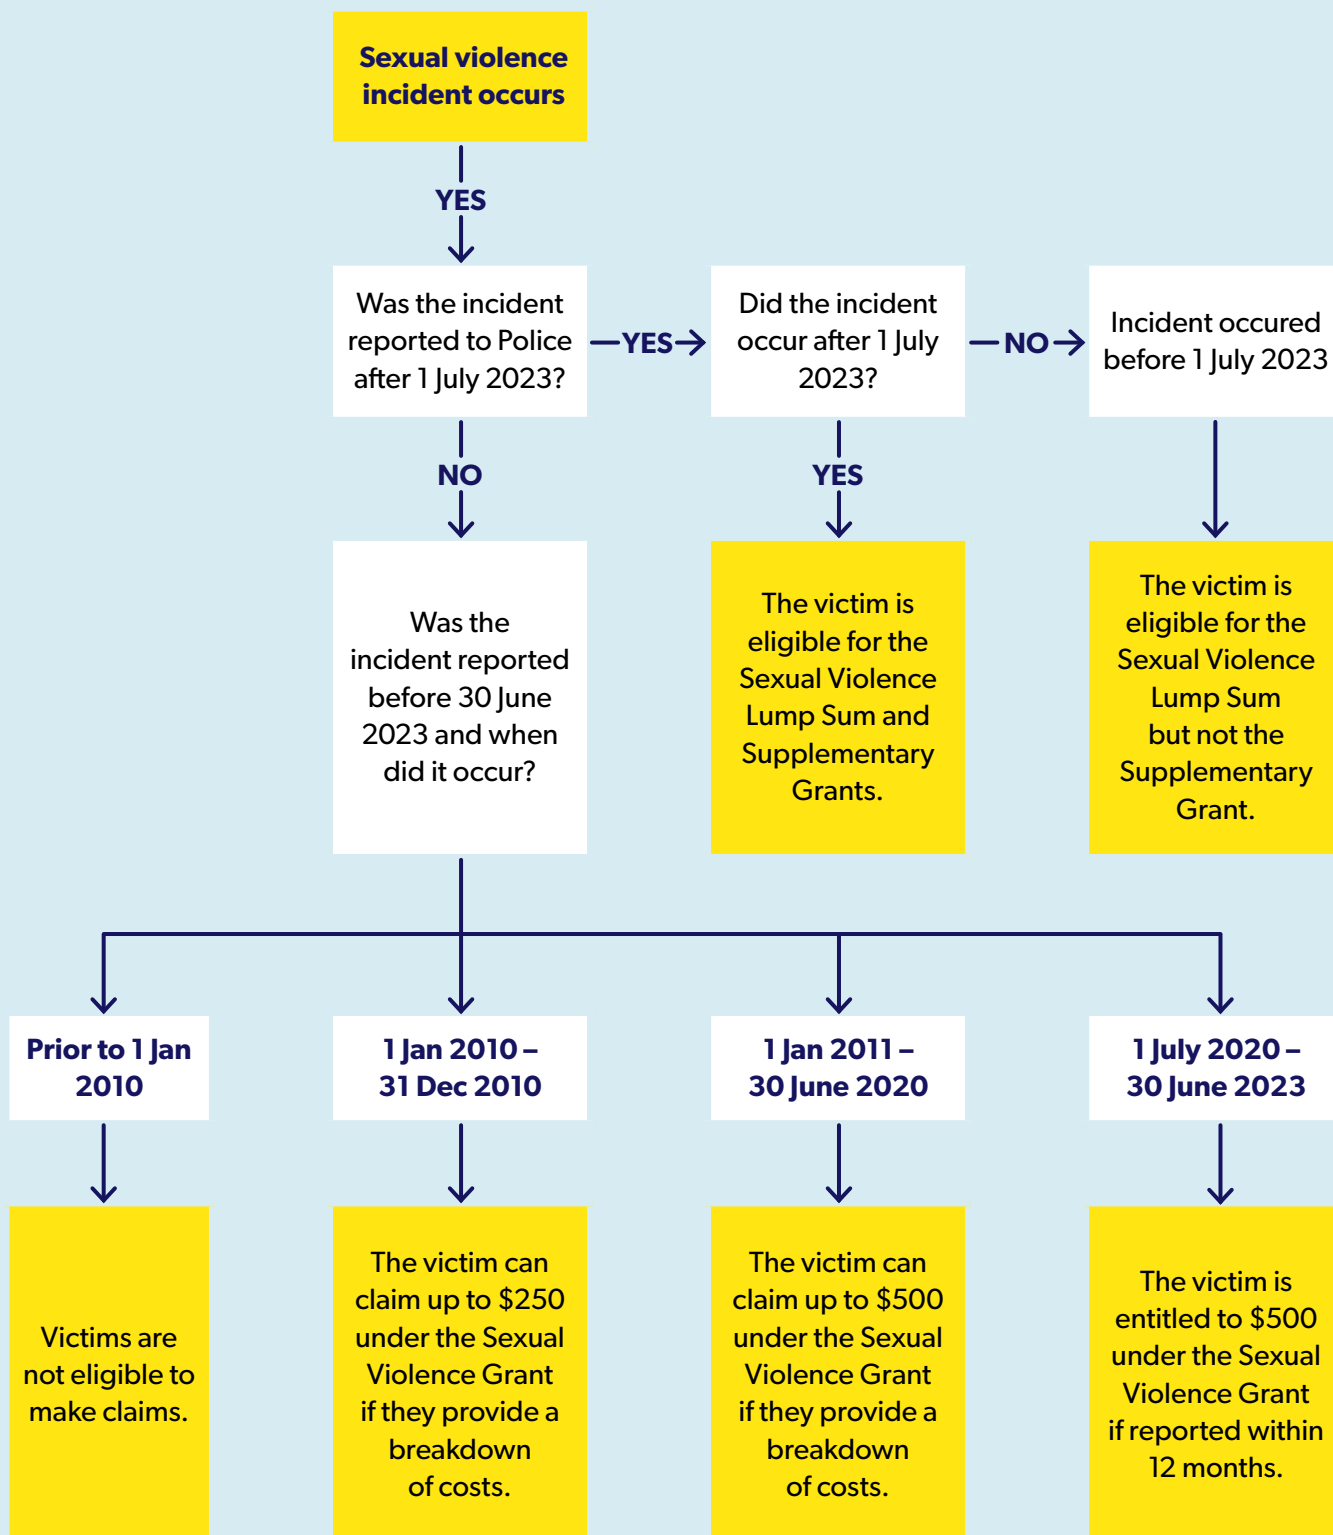 Sexual violence
incident occurs
YES
Was the incident
reported to Police
after 1 July 2023?
YES
Did the incident
occur after 1 July
2023?
NO
Incident occured
before 1 July 2023
NO
YES
Was the
incident reported
before 30 June
2023 and when
did it occur?
The victim is
eligible for the
Sexual Violence
Lump Sum and
Supplementary
Grants.
The victim is
eligible for the
Sexual Violence
Lump Sum
but not the
Supplementary
Grant.
Prior to 1 Jan
2010
1 Jan 2010 –
31 Dec 2010
1 Jan 2011 –
30 June 2020
1 July 2020 –
30 June 2023
Victims are
not eligible to
make claims.
The victim can
claim up to $250
under the Sexual
Violence Grant
if they provide a
breakdown
of costs.
The victim can
claim up to $500
under the Sexual
Violence Grant
if they provide a
breakdown
of costs.
The victim is
entitled to $500
under the Sexual
Violence Grant
if reported within
12 months.